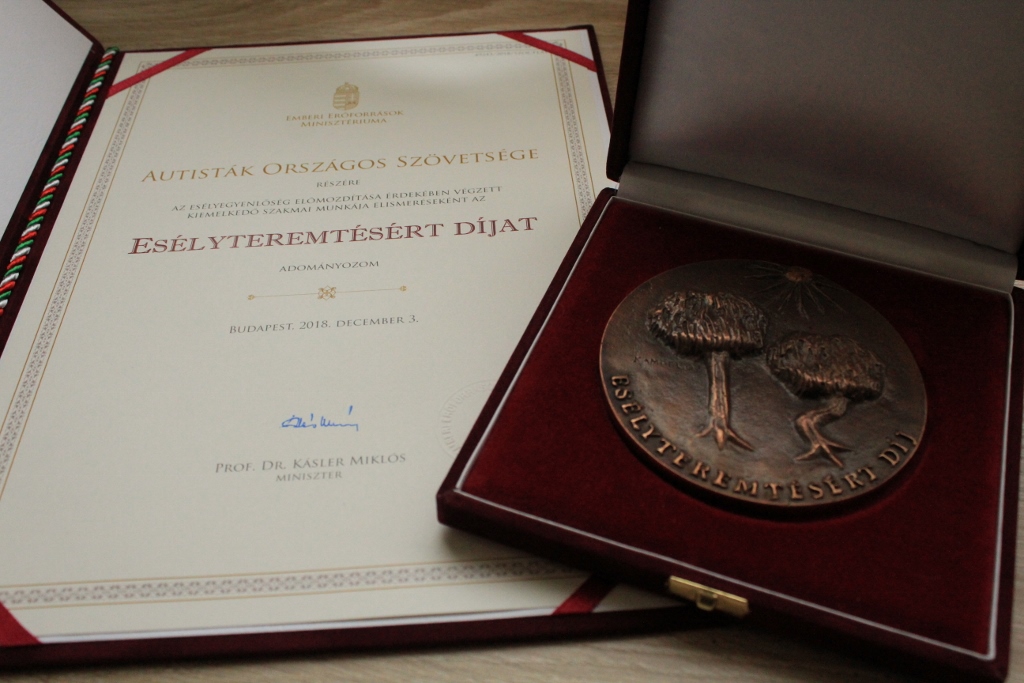 EMBERI ERŐFORRÁSOK
MINISZTÉRIUMA
AUTISTÁK ORSZÁGOS SZÖVETSÉGE
RÉSZÉRE
AZ ESÉLYEGYENLŐSÉG ELŐMOZDÍTÁSA ÉRDEKÉBEN VÉGZETT
KIEMELKEDŐ SZAKMAI MUNKÁJA ELISMERÉSEKÉNT AZ
ESÉLYTEREMTÉSÉRT DÍJAT
ADOMÁNYOZOM
BUDAPEST, 2018. DECEMBER 3.
PROF. DR. KÁSLER MIKLÓS
MINISZTER
ESÉLYTEREMTÉSÉRT DÍJ